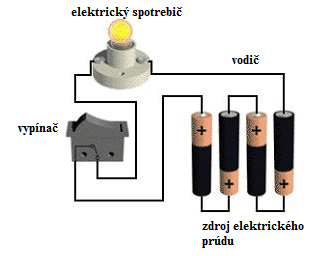 elektrický spotrebič
vodič
vypínač
+
+
+
+
zdroj elektrického
prúdu